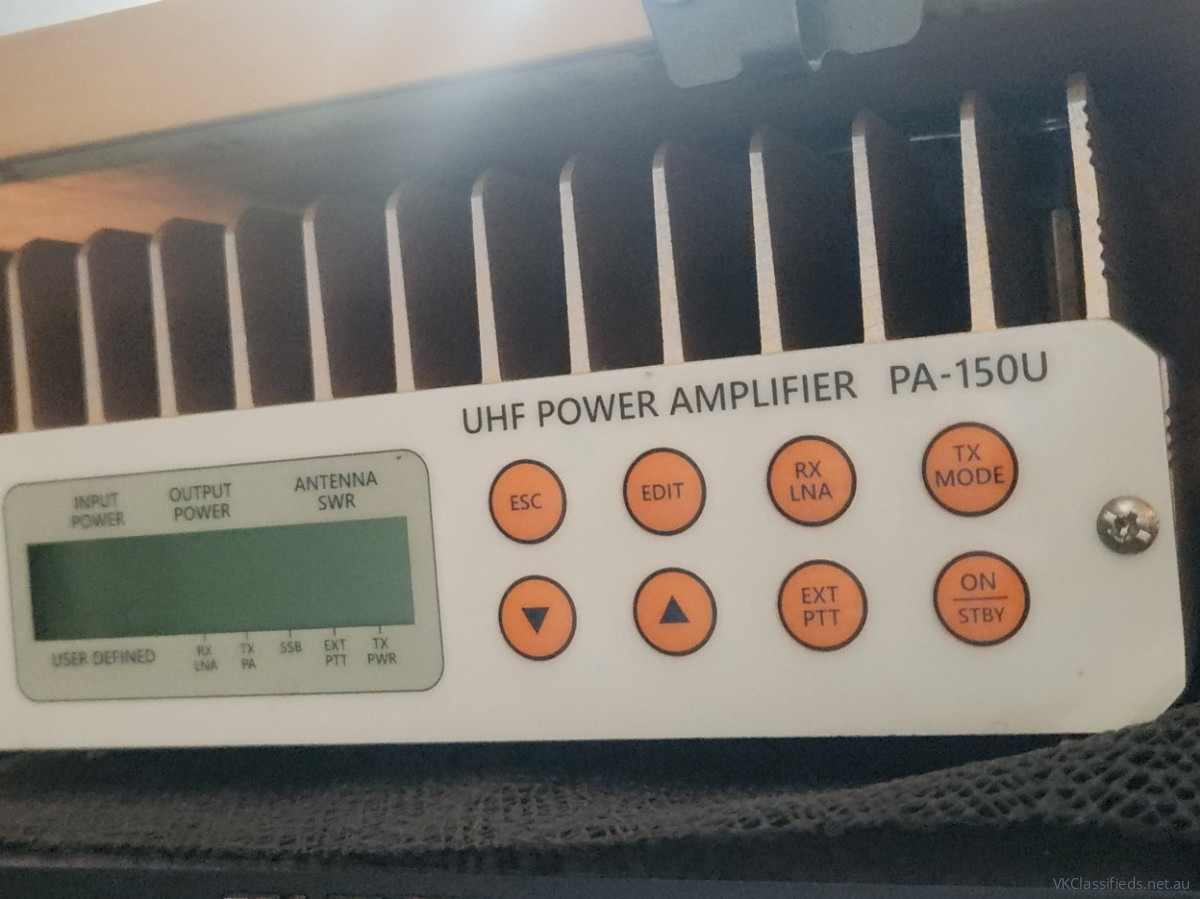 UHF POWER AMPLIFIER PA-150U
INPUT
POWER
OUTPUT
POWER
ANTENNA
SWR
USER DEFINED
RX
LNA
TX
PA
SSB
EXT
PTT
TX
PWR
ESC
EDIT
RX
LNA
TX
MODE
▼
▲
EXT
PTT
ON
STBY
VKClassifieds.net.au